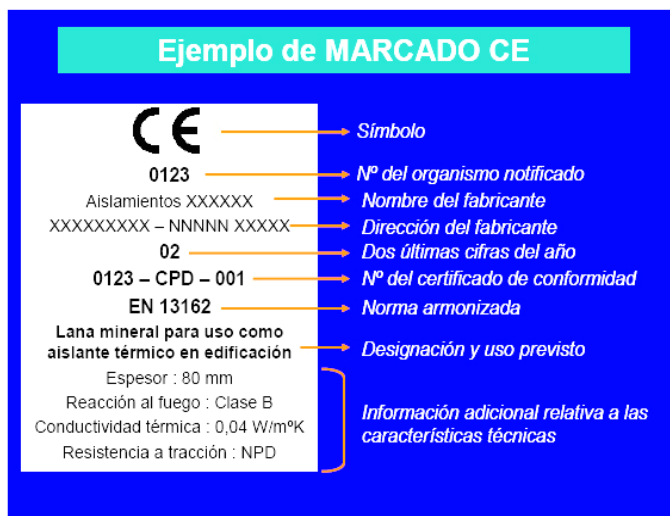 Ejemplo de MARCADO CE
CE
Símbolo
0123
Nº del organismo notificado
Aislamientos XXXXXX
Nombre del fabricante
XXXXXXXXX – NNNNN XXXXX
Dirección del fabricante
02
Dos últimas cifras del año
0123 – CPD – 001
Nº del certificado de conformidad
EN 13162
Norma armonizada
Lana mineral para uso como
aislante térmico en edificación
Designación y uso previsto
Espesor : 80 mm
Reacción al fuego : Clase B
Conductividad térmica : 0,04 W/mºK
Resistencia a tracción : NPD
Información adicional relativa a las
características técnicas